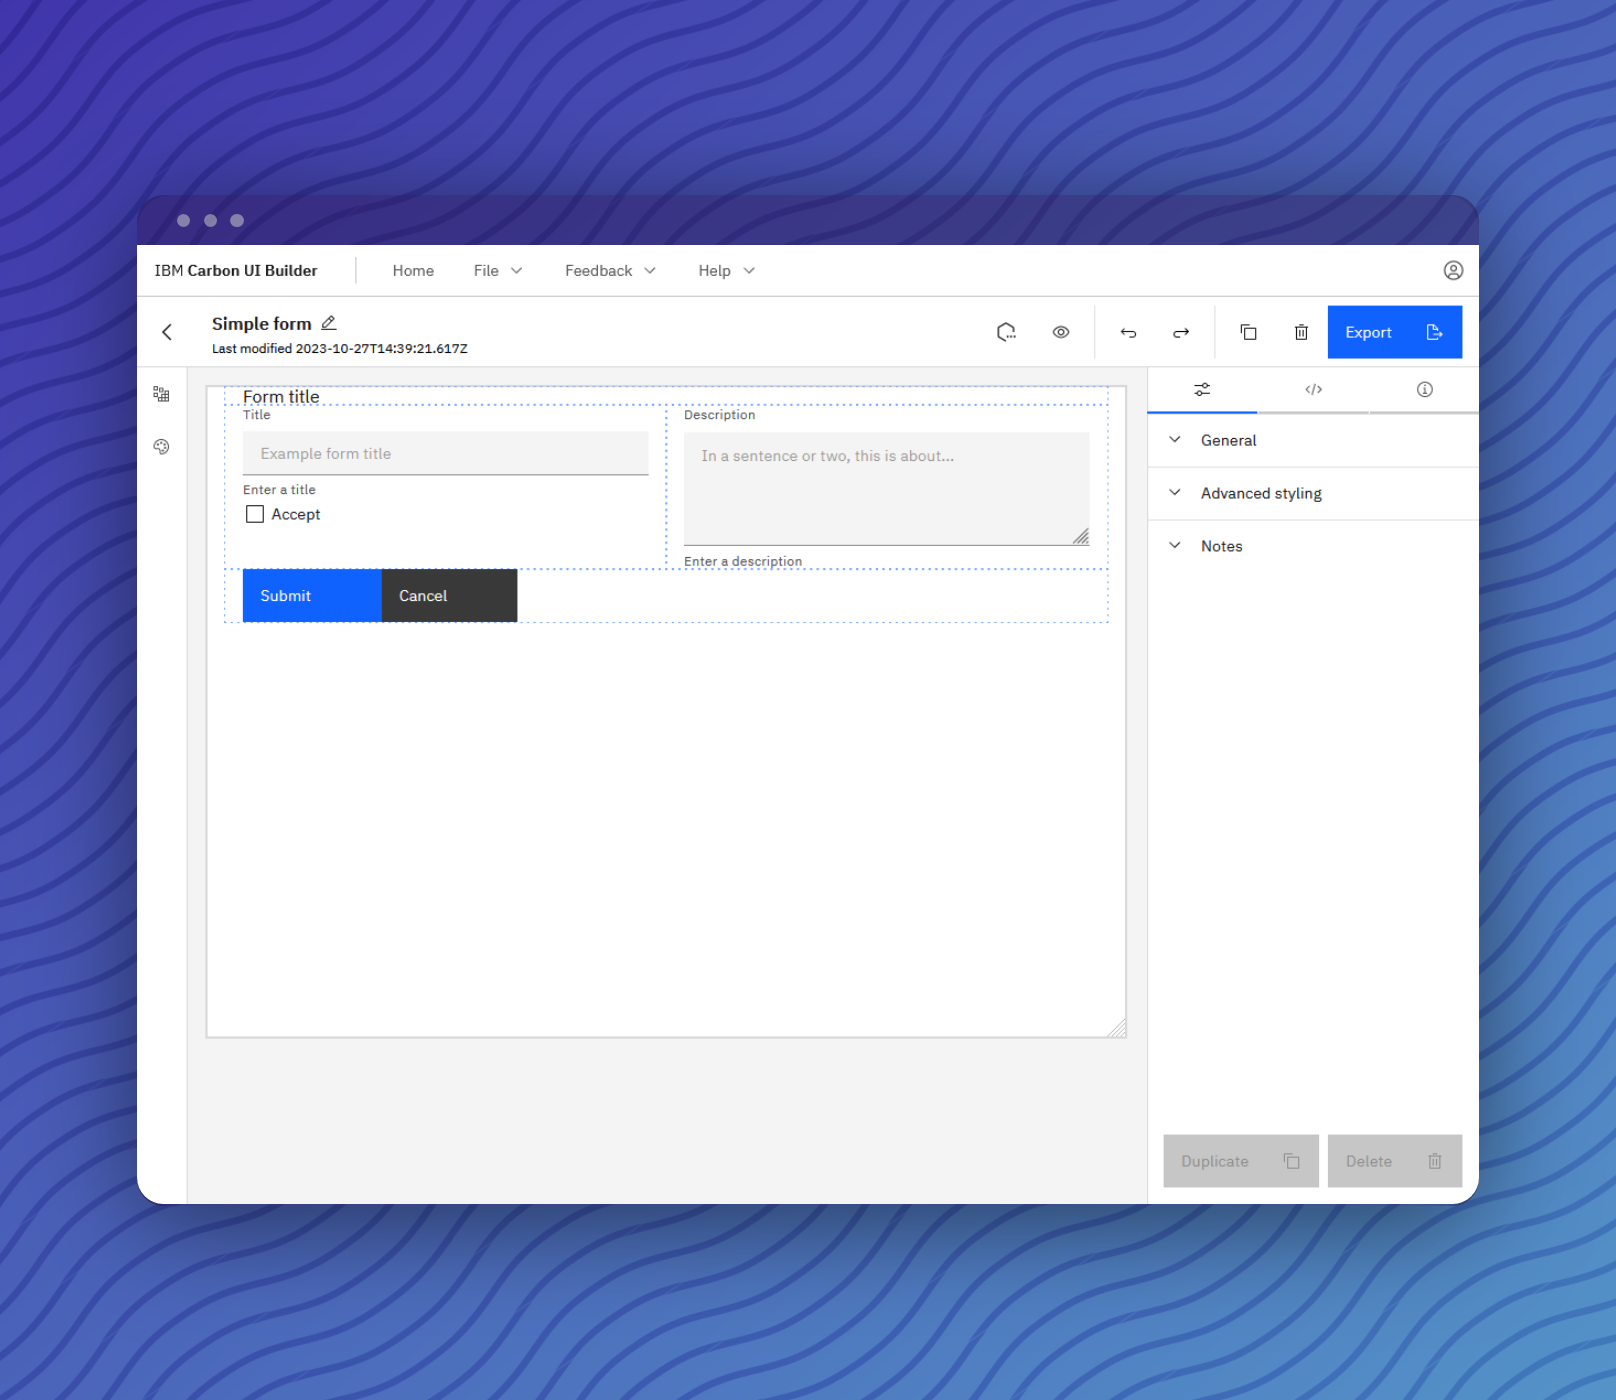 IBM Carbon UI Builder
Home
File
Feedback
Help
Simple form
Last modified 2023-10-27T14:39:21.617Z
Export
Form title
Title
Example form title
Enter a title
Accept
Description
In a sentence or two, this is about...
Enter a description
Submit
Cancel
General
Advanced styling
Notes
Duplicate
Delete